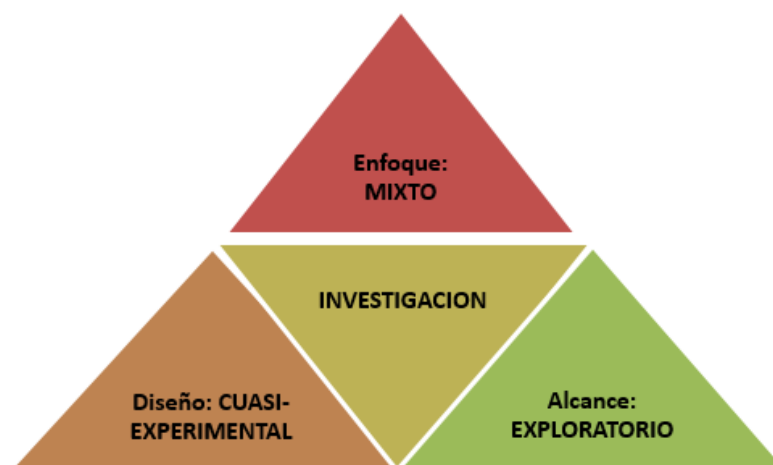 Enfoque:
MIXTO
INVESTIGACION
Diseño: CUASI-
EXPERIMENTAL
Alcance:
EXPLORATORIO